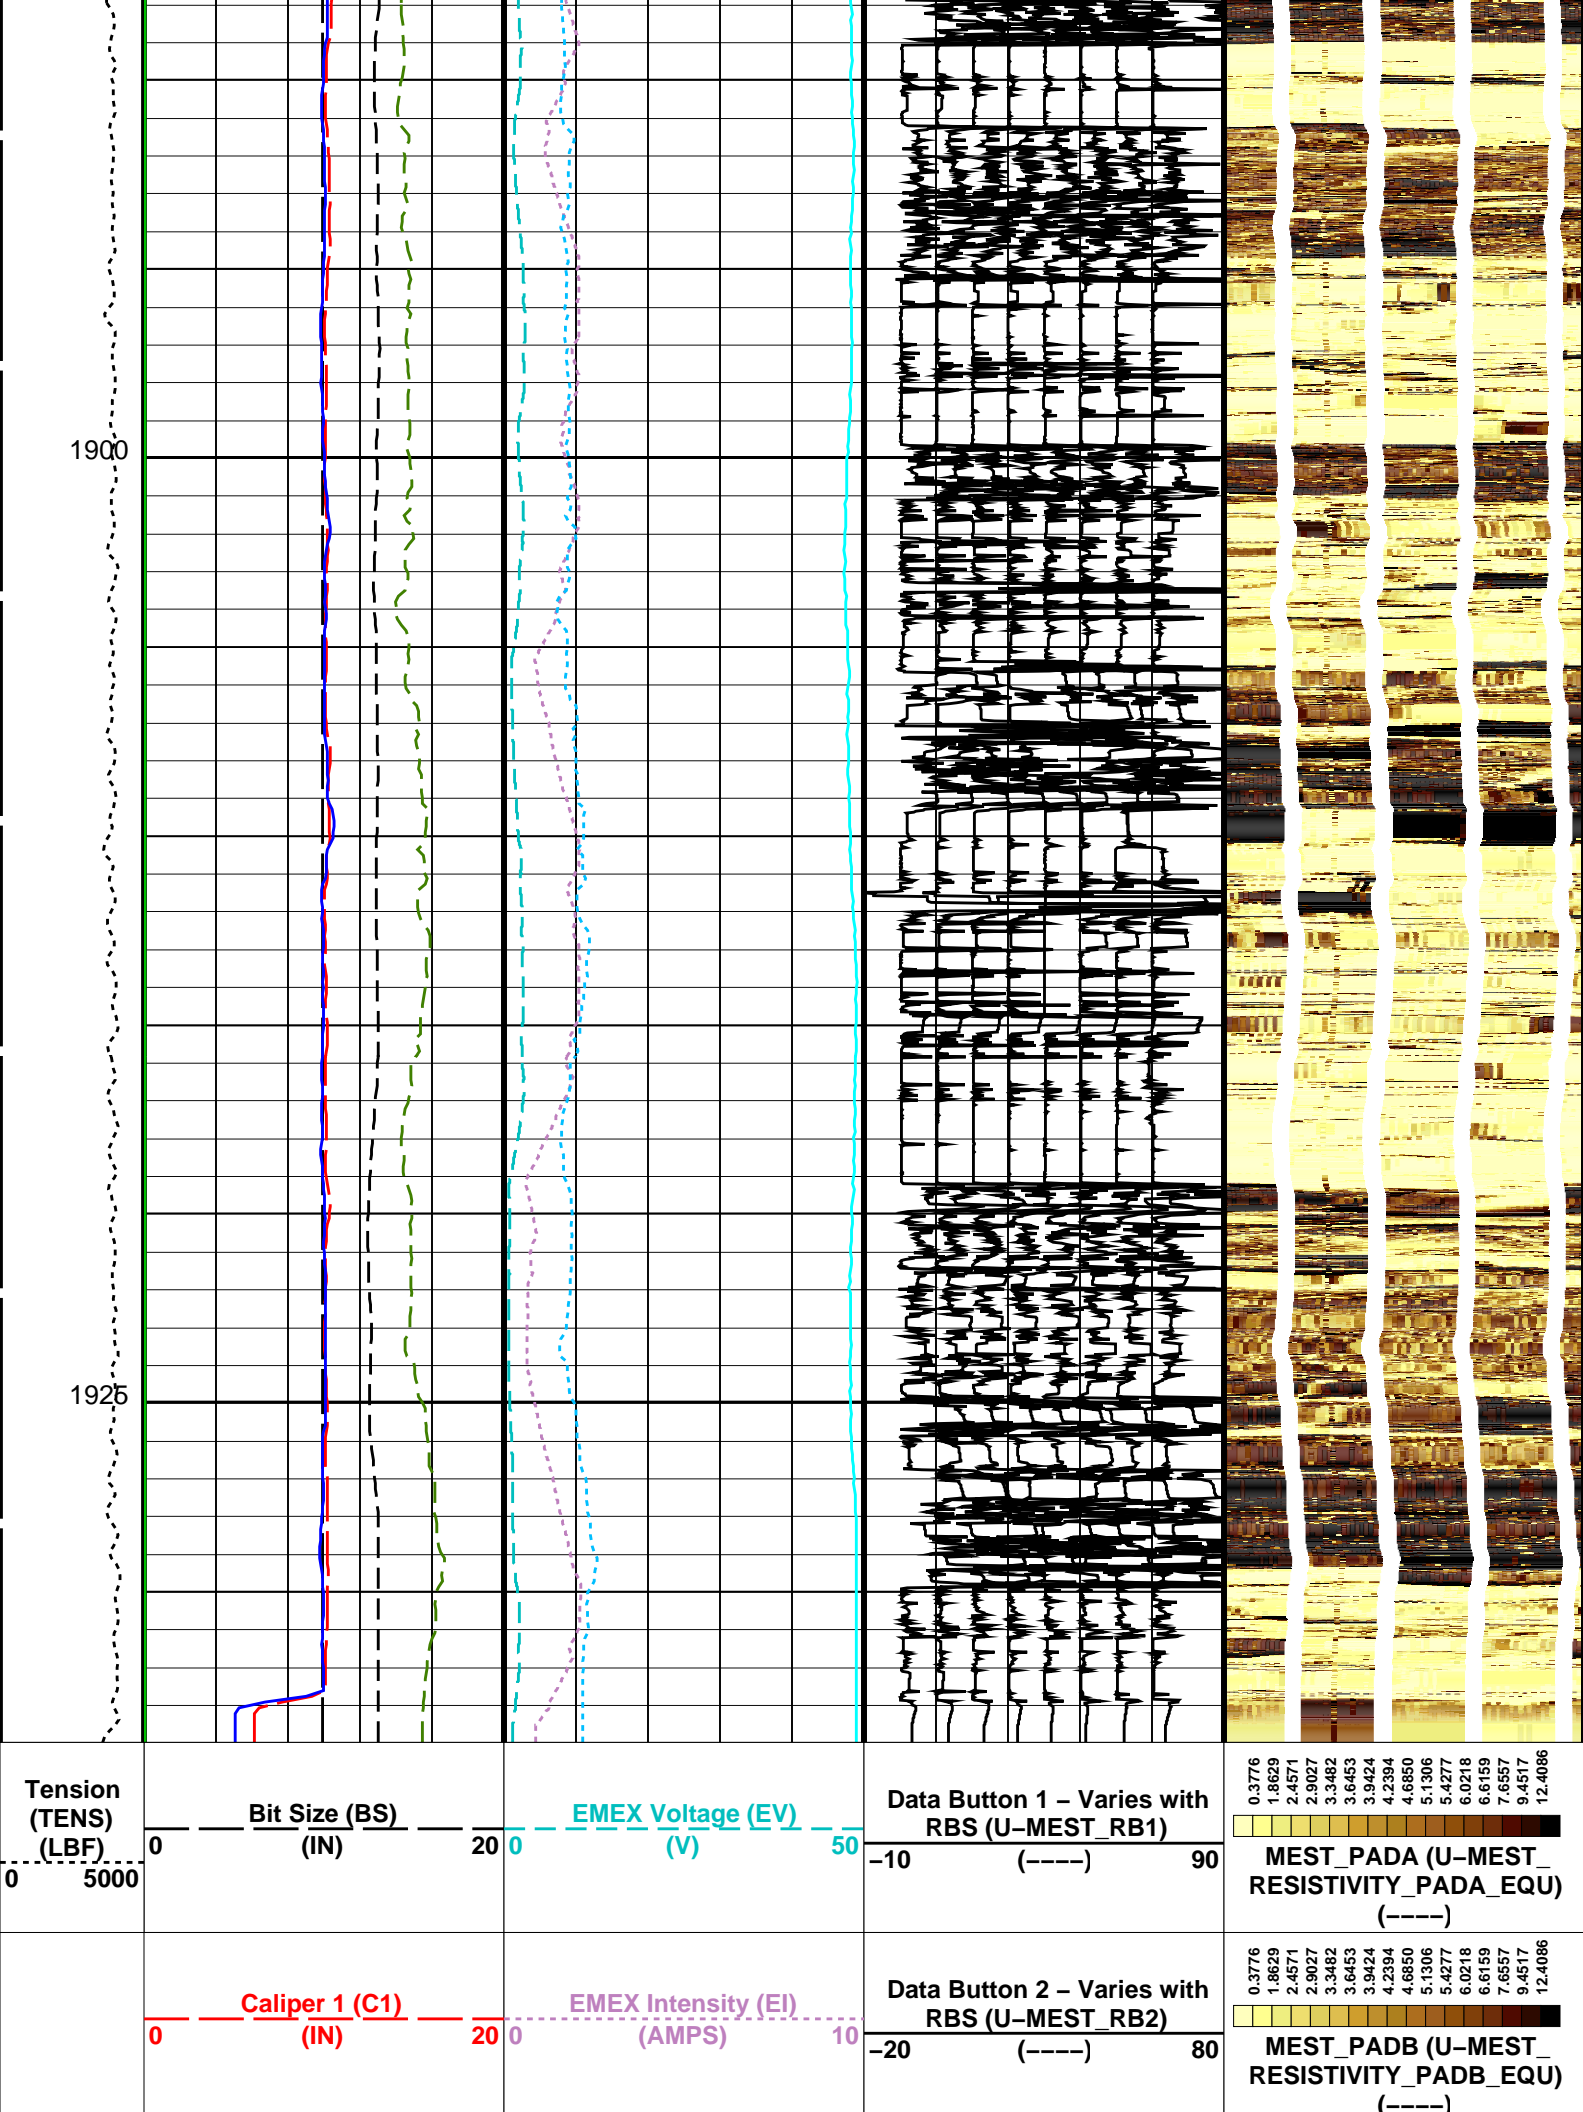 1900
1925
Tension
(TENS)
(LBF)
0 5000
Bit Size (BS)
(IN)
0 20
EMEX Voltage (EV)
(V)
0 50
Data Button 1 – Varies with
RBS (U–MEST_RB1)
–10 (––––) 90
0.3776
1.8629
2.4571
2.9027
3.3482
3.6453
3.9424
4.2394
4.6850
5.1306
5.4277
6.0218
6.6159
7.6557
9.4517
12.4086
MEST_PADA (U–MEST_
RESISTIVITY_PADA_EQU)
(––––)
Caliper 1 (C1)
(IN)
0 20
EMEX Intensity (EI)
(AMPS)
0 10
Data Button 2 – Varies with
RBS (U–MEST_RB2)
–20 (––––) 80
0.3776
1.8629
2.4571
2.9027
3.3482
3.6453
3.9424
4.2394
4.6850
5.1306
5.4277
6.0218
6.6159
7.6557
9.4517
12.4086
MEST_PADB (U–MEST_
RESISTIVITY_PADB_EQU)
(––––)